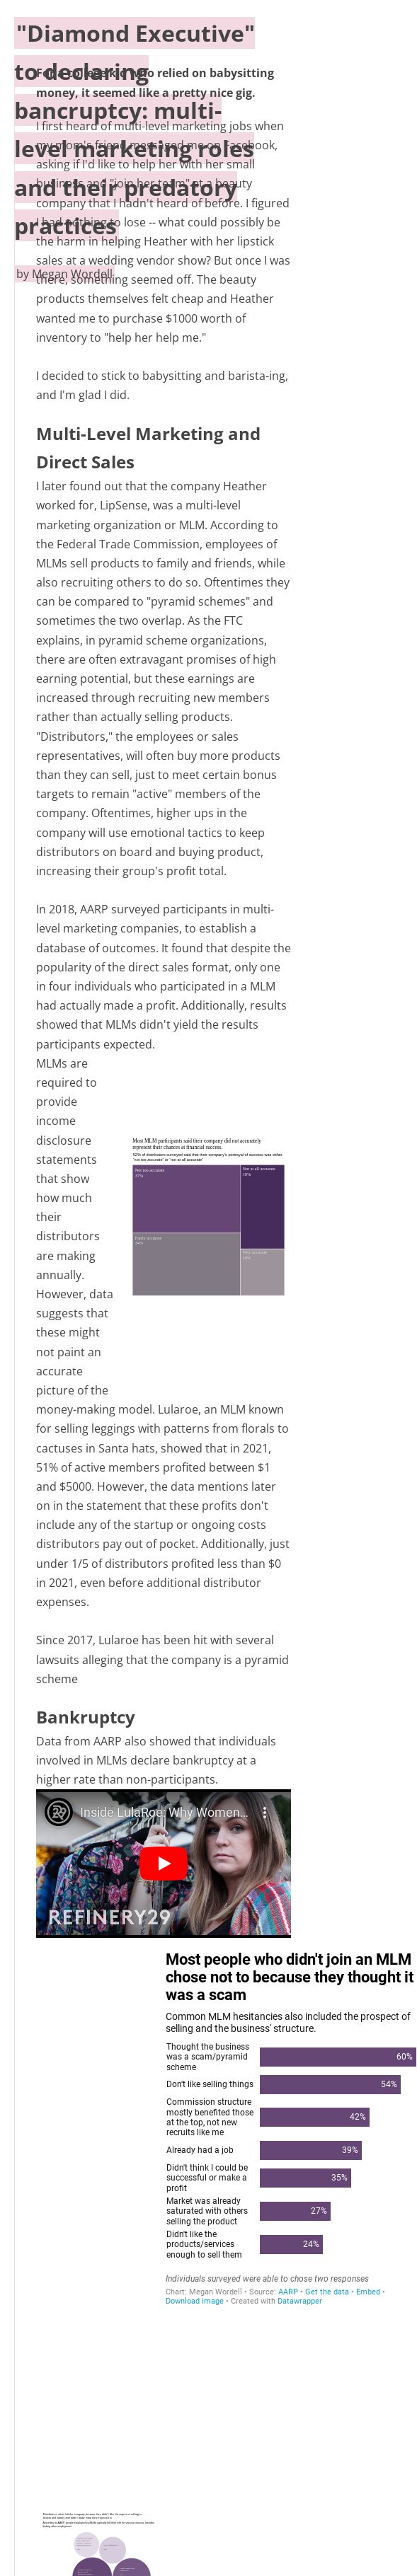 "Diamond Executive"
to declaring
bancruptcy: multi-
level marketing roles
and their predatory
practices
by Megan Wordell
For a college kid who relied on babysitting
money, it seemed like a pretty nice gig.
I first heard of multi-level marketing jobs when
my mom's friend messaged me on Facebook,
asking if I'd like to help her with her small
business and "join her team" at a beauty
company that I hadn't heard of before. I figured
I had nothing to lose -- what could possibly be
the harm in helping Heather with her lipstick
sales at a wedding vendor show? But once I was
there, something seemed off. The beauty
products themselves felt cheap and Heather
wanted me to purchase $1000 worth of
inventory to "help her help me."
I decided to stick to babysitting and barista-ing,
and I'm glad I did.
Multi-Level Marketing and
Direct Sales
I later found out that the company Heather
worked for, LipSense, was a multi-level
marketing organization or MLM. According to
the Federal Trade Commission, employees of
MLMs sell products to family and friends, while
also recruiting others to do so. Oftentimes they
can be compared to "pyramid schemes" and
sometimes the two overlap. As the FTC
explains, in pyramid scheme organizations,
there are often extravagant promises of high
earning potential, but these earnings are
increased through recruiting new members
rather than actually selling products.
"Distributors," the employees or sales
representatives, will often buy more products
than they can sell, just to meet certain bonus
targets to remain "active" members of the
company. Oftentimes, higher ups in the
company will use emotional tactics to keep
distributors on board and buying product,
increasing their group's profit total.
In 2018, AARP surveyed participants in multi-
level marketing companies, to establish a
database of outcomes. It found that despite the
popularity of the direct sales format, only one
in four individuals who participated in a MLM
had actually made a profit. Additionally, results
showed that MLMs didn't yield the results
participants expected.
MLMs are
required to
provide
income
disclosure
statements
that show
how much
their
distributors
are making
annually.
However, data
suggests that
these might
not paint an
accurate
picture of the
Most MLM participants said their company did not accurately
represent their chances at financial success.
52% of distributors surveyed said that their company's portrayal of success was either
"not too accurate" or "not at all accurate"
Not too accurate
Not at all accurate
Fairly accurate
Very accurate
money-making model. Lularoe, an MLM known
for selling leggings with patterns from florals to
cactuses in Santa hats, showed that in 2021,
51% of active members profited between $1
and $5000. However, the data mentions later
on in the statement that these profits don't
include any of the startup or ongoing costs
distributors pay out of pocket. Additionally, just
under 1/5 of distributors profited less than $0
in 2021, even before additional distributor
expenses.
Since 2017, Lularoe has been hit with several
lawsuits alleging that the company is a pyramid
scheme
Bankruptcy
Data from AARP also showed that individuals
involved in MLMs declare bankruptcy at a
higher rate than non-participants.
Inside LulaRoe: Why Women...
REFINERY29
Most people who didn't join an MLM
chose not to because they thought it
was a scam
Common MLM hesitancies also included the prospect of
selling and the business' structure.
Thought the business
was a scam/pyramid
scheme
60%
Don't like selling things
54%
Commission structure
mostly benefited those
at the top, not new
recruits like me
42%
Already had a job
39%
Didn't think I could be
successful or make a
profit
35%
Market was already
saturated with others
selling the product
27%
Didn't like the
products/services
enough to sell them
24%
Individuals surveyed were able to chose two responses
Chart: Megan Wordell • Source: AARP • Get the data • Embed •
Download image • Created with Datawrapper